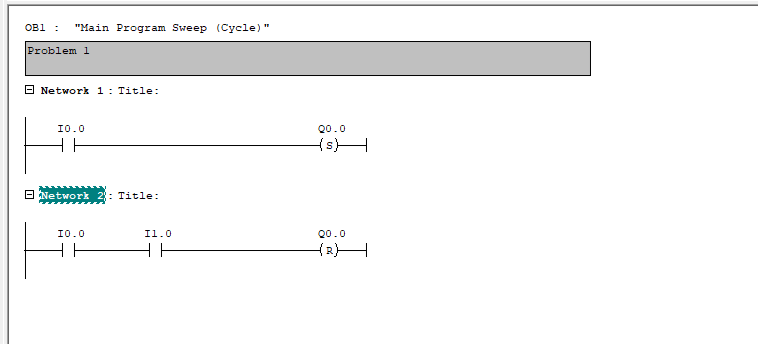 OB1 :  "Main Program Sweep (Cycle)"
Problem 1
Network 1 : Title:
I0.0 Q0.0
S
Network 2 : Title:
I0.0 I1.0 Q0.0
R